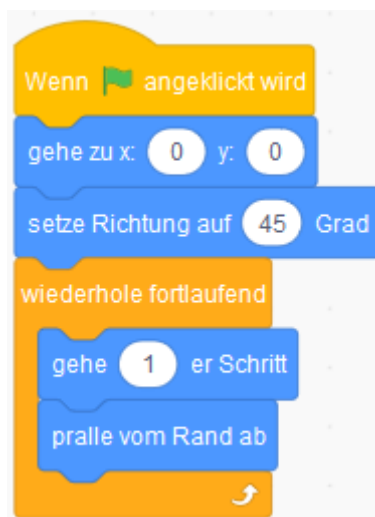 Wenn angeklickt wird
gehe zu x: 0 y: 0
setze Richtung auf 45 Grad
wiederhole fortlaufend
gehe 1 er Schritt
pralle vom Rand ab